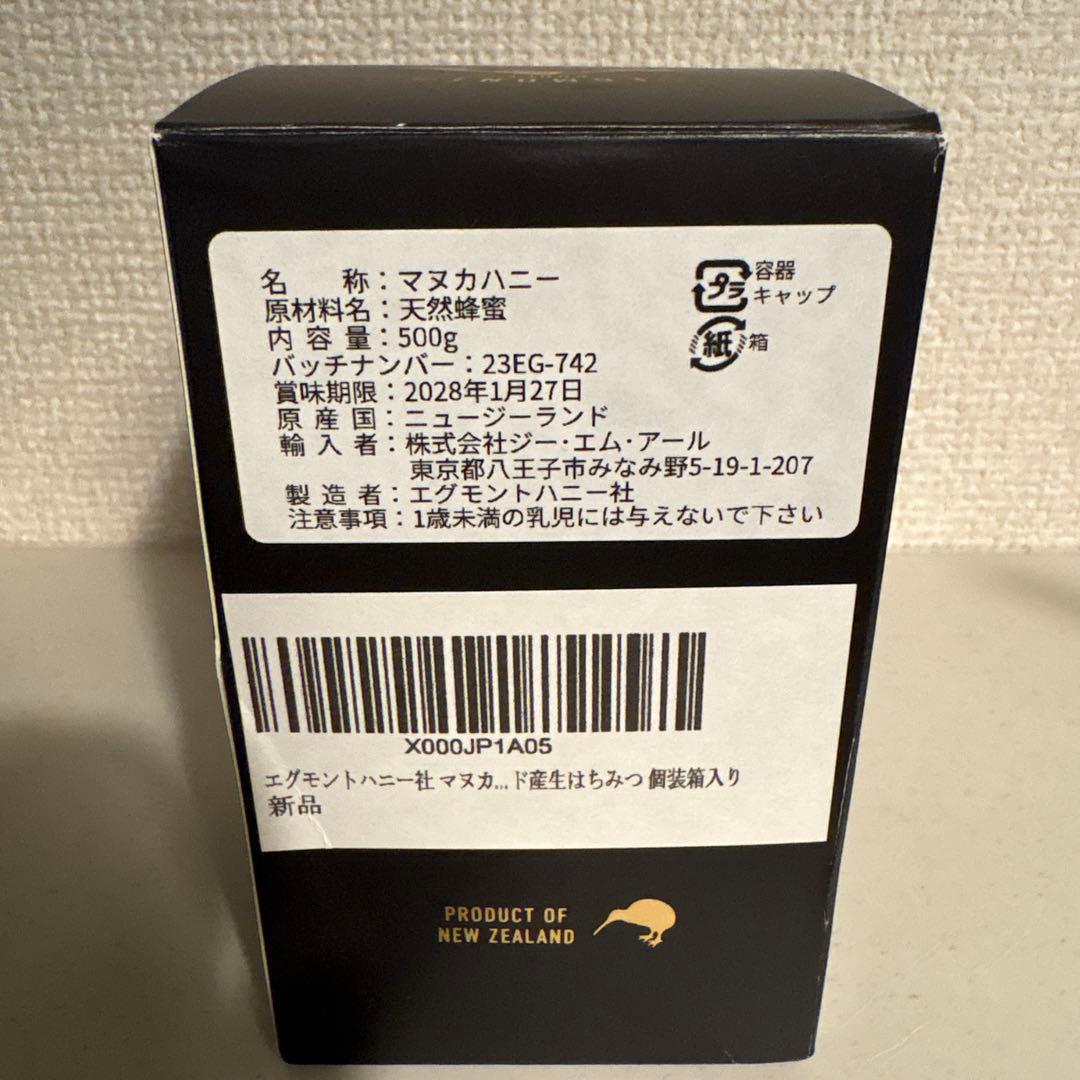 名 称：マヌカハニー
原材料名：天然蜂蜜
内 容 量：500g
バッチナンバー：23EG-742
賞味期限：2028年1月27日
原 産 国：ニュージーランド
輸 入 者：株式会社ジー・エム・アール
東京都八王子市みなみ野5-19-1-207
製 造 者：エグモントハニー社
注意事項：1歳未満の乳児には与えないで下さい
プラ
容器
キャップ
紙
箱
X000JP1A05
エグモントハニー社 マヌカ...ド産生はちみつ 個装箱入り
新品
PRODUCT OF
NEW ZEALAND